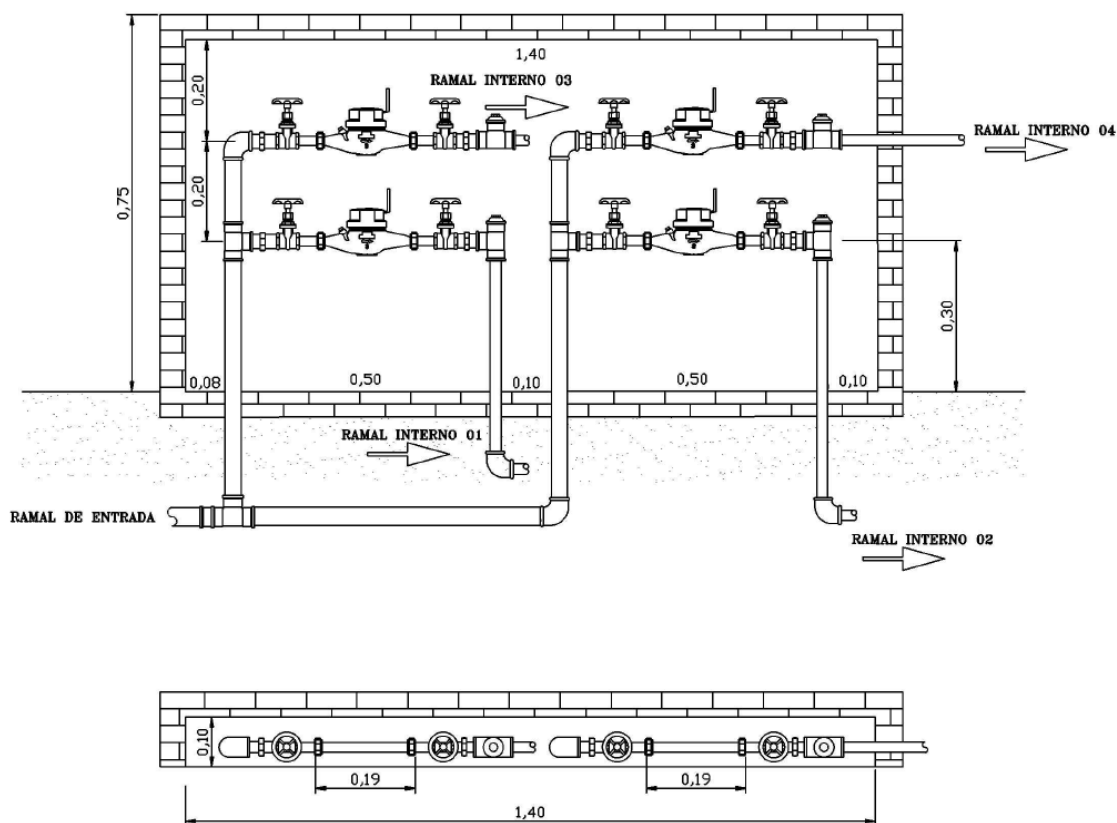 1,40
RAMAL INTERNO 03
0,20
RAMAL INTERNO 04
0,20
0,75
0,30
0,08
0,50
0,10
0,50
0,10
RAMAL INTERNO 01
RAMAL DE ENTRADA
RAMAL INTERNO 02
0,10
0,19
0,19
1,40